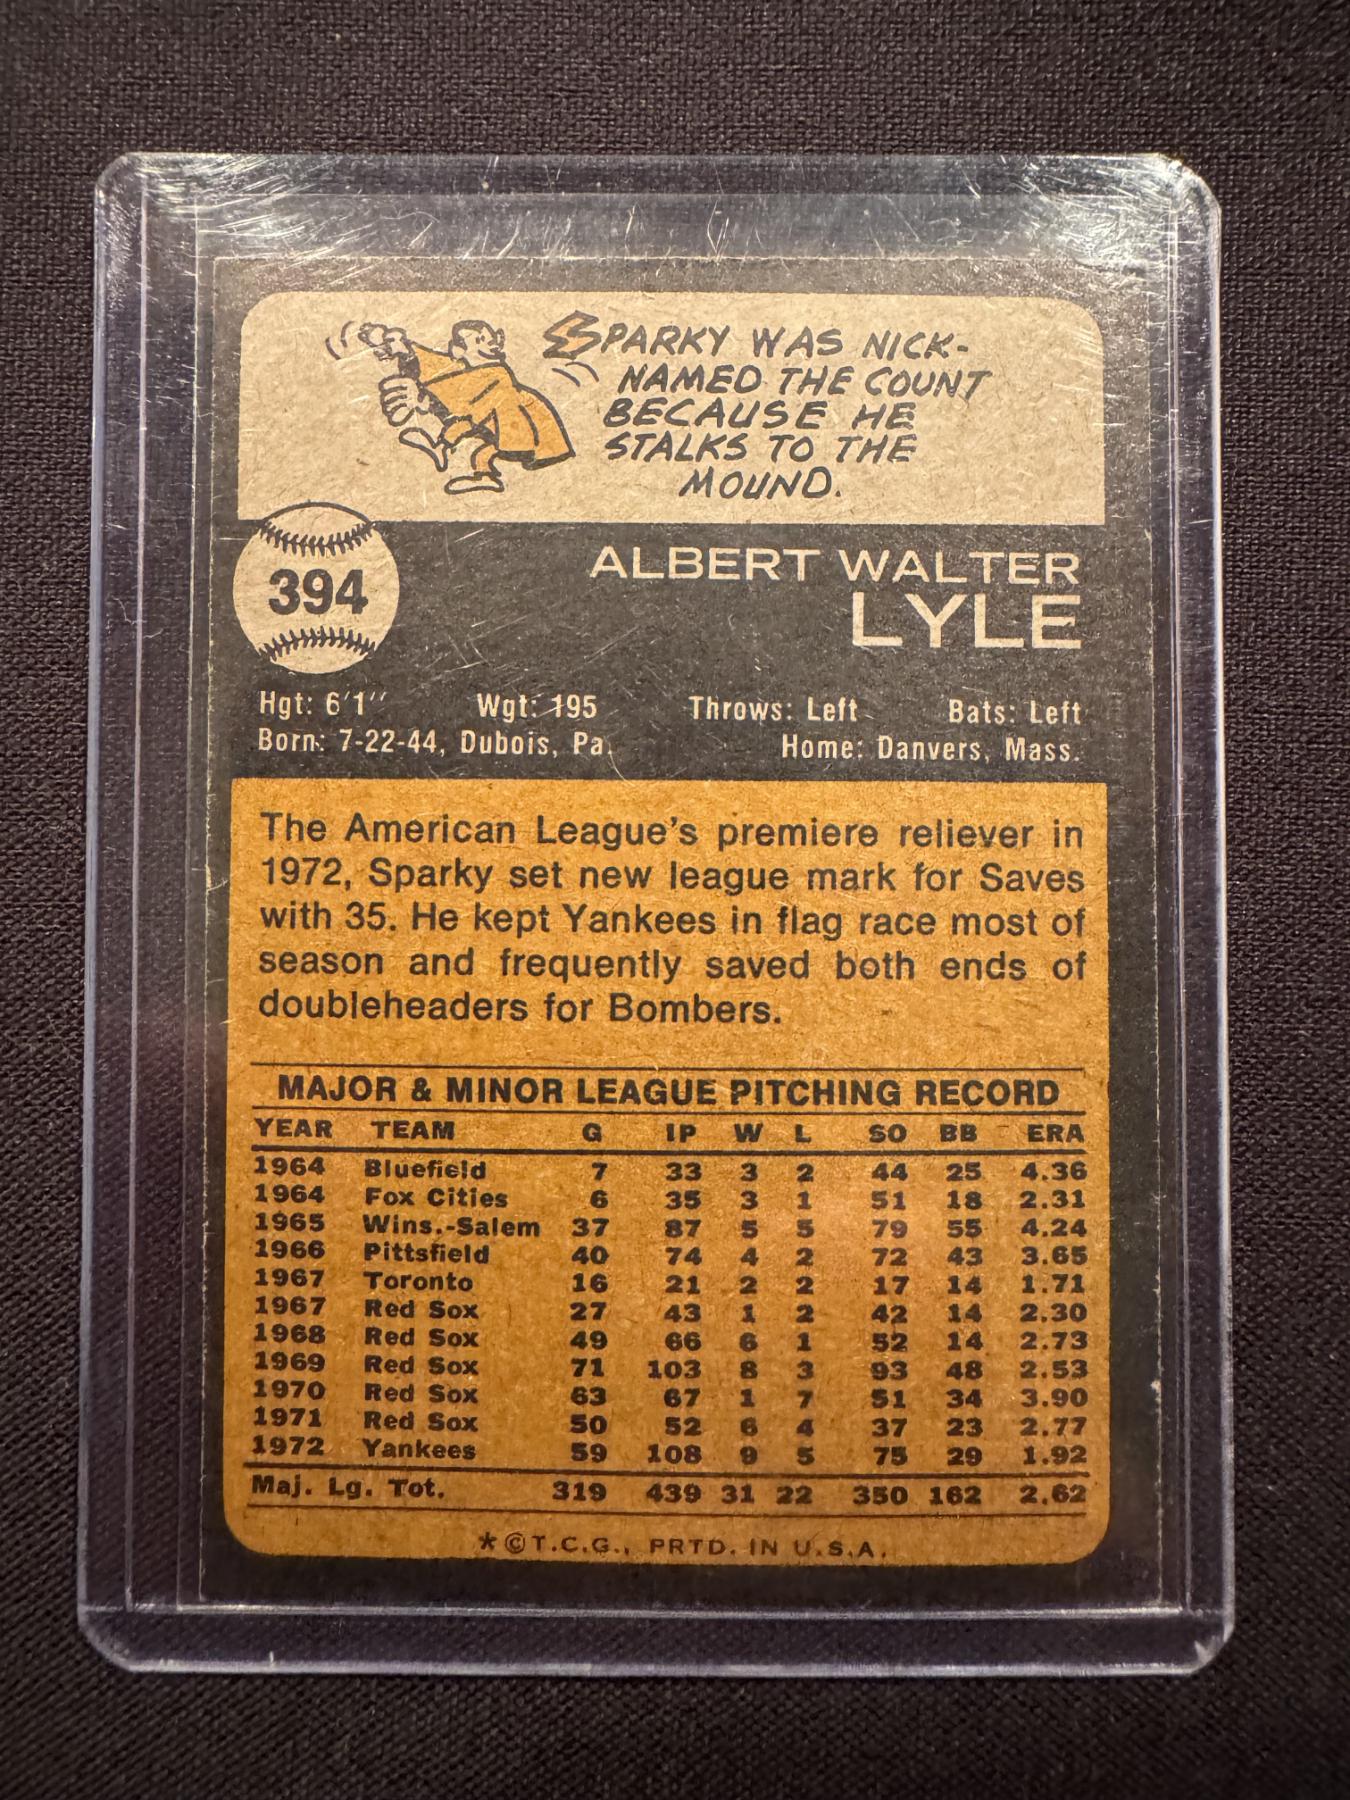 SPARKY WAS NICK-
NAMED THE COUNT
BECAUSE HE
STALKS TO THE
MOUND.
394
ALBERT WALTER
LYLE
Hgt: 6'1" Wgt: 195 Throws: Left Bats: Left
Born: 7-22-44, Dubois, Pa. Home: Danvers, Mass.
The American League's premiere reliever in
1972, Sparky set new league mark for Saves
with 35. He kept Yankees in flag race most of
season and frequently saved both ends of
doubleheaders for Bombers.
MAJOR & MINOR LEAGUE PITCHING RECORD
YEAR TEAM G IP W L SO BB ERA
1964 Bluefield 7 33 3 2 44 25 4.36
1964 Fox Cities 6 35 3 1 51 18 2.31
1965 Wins.-Salem 37 87 5 5 79 55 4.24
1966 Pittsfield 40 74 4 2 72 43 3.65
1967 Toronto 16 21 2 2 17 14 1.71
1967 Red Sox 27 43 1 2 42 14 2.30
1968 Red Sox 49 66 6 1 52 14 2.73
1969 Red Sox 71 103 8 3 93 48 2.53
1970 Red Sox 63 67 1 7 51 34 3.90
1971 Red Sox 50 52 6 4 37 23 2.77
1972 Yankees 59 108 9 5 75 29 1.92
Maj. Lg. Tot. 319 439 31 22 350 162 2.62
*©T.C.G., PRTD. IN U.S.A.